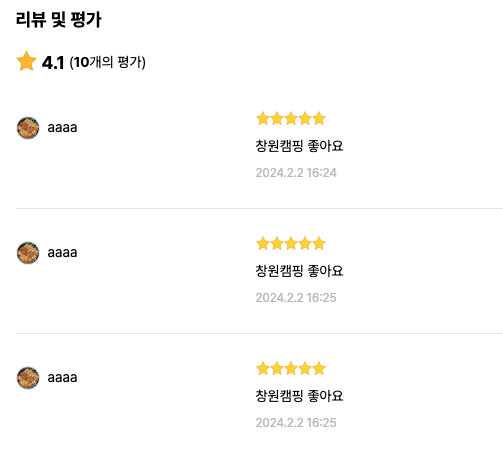 리뷰 및 평가
4.1 (10개의 평가)
aaaa
창원캠핑 좋아요
2024.2.2 16:24
aaaa
창원캠핑 좋아요
2024.2.2 16:25
aaaa
창원캠핑 좋아요
2024.2.2 16:25